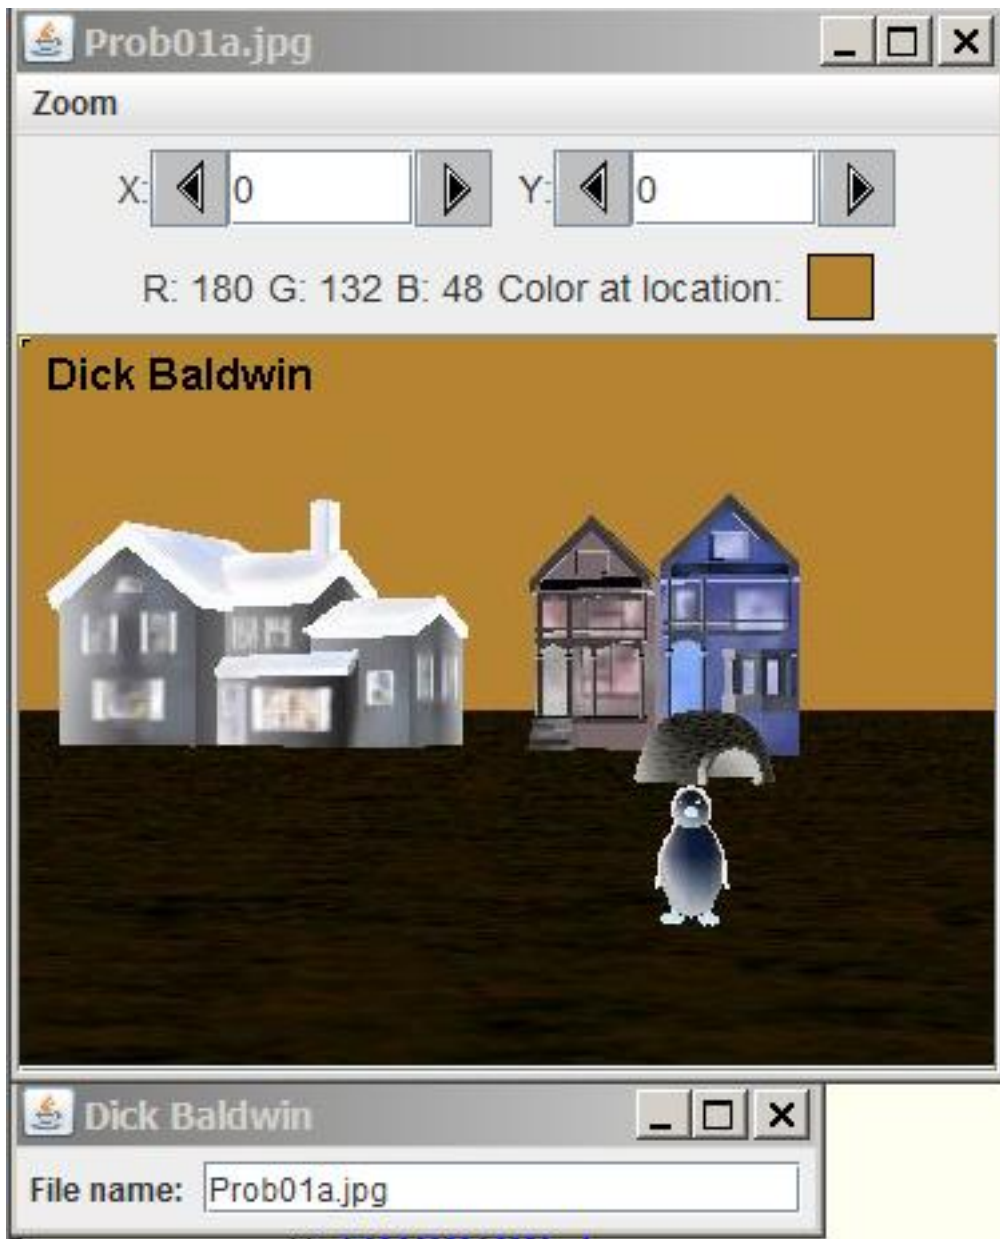 Prob01a.jpg
Zoom
X: 0 Y: 0
R: 180 G: 132 B: 48 Color at location:
Dick Baldwin
Dick Baldwin
File name: Prob01a.jpg